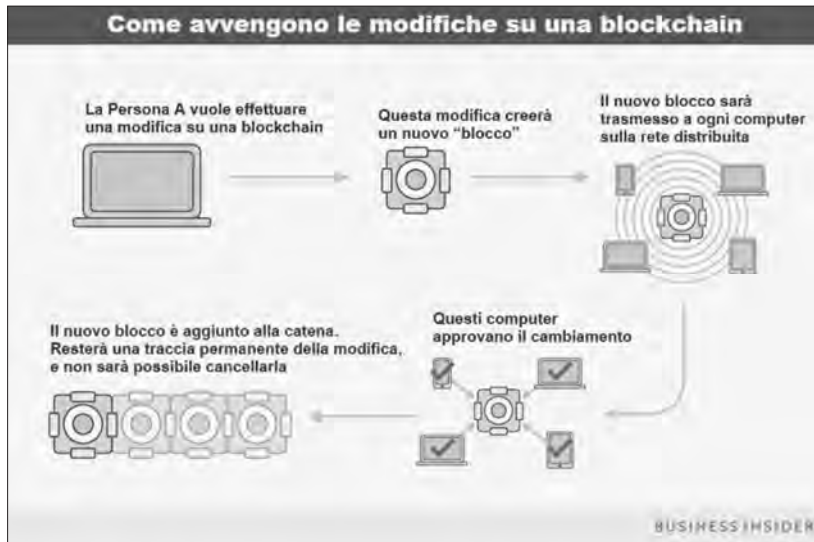 Come avvengono le modifiche su una blockchain
La Persona A vuole effettuare
una modifica su una blockchain
Questa modifica creerà
un nuovo “blocco”
Il nuovo blocco sarà
trasmesso a ogni computer
sulla rete distribuita
Questi computer
approvano il cambiamento
Il nuovo blocco è aggiunto alla catena.
Resterà una traccia permanente della modifica,
e non sarà possibile cancellarla
BUSINESS INSIDER